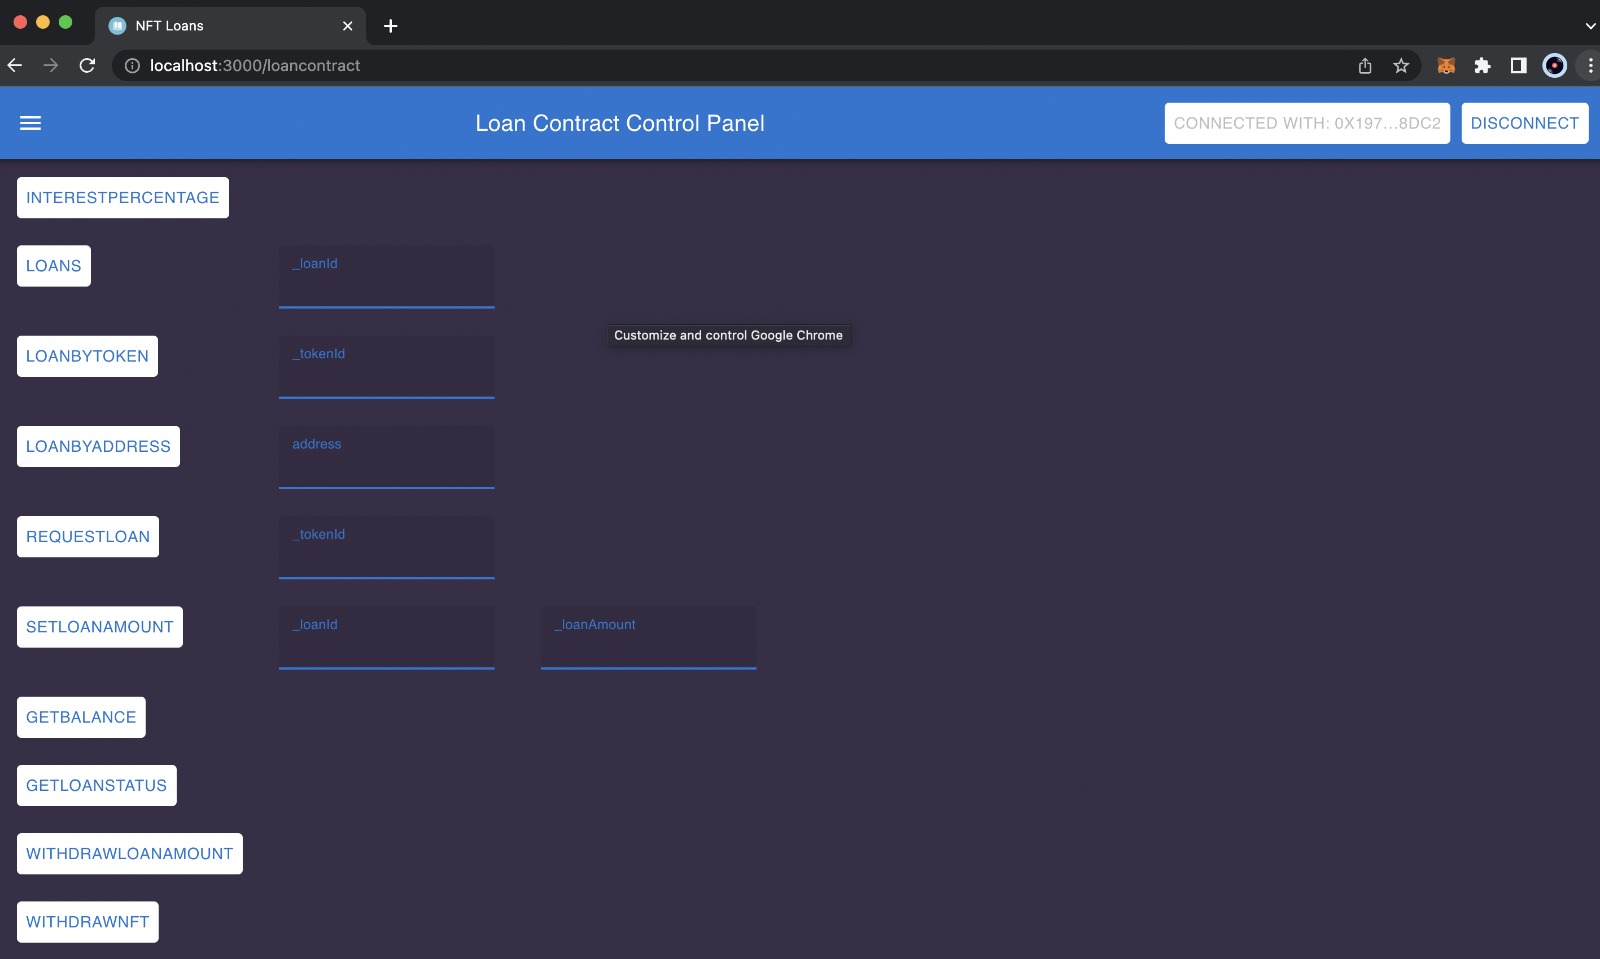 NFT Loans
localhost:3000/loancontract
Loan Contract Control Panel
CONNECTED WITH: 0X197...8DC2
DISCONNECT
INTERESTPERCENTAGE
LOANS
_loanId
Customize and control Google Chrome
LOANBYTOKEN
_tokenId
LOANBYADDRESS
address
REQUESTLOAN
_tokenId
SETLOANAMOUNT
_loanId
_loanAmount
GETBALANCE
GETLOANSTATUS
WITHDRAWLOANAMOUNT
WITHDRAWNFT